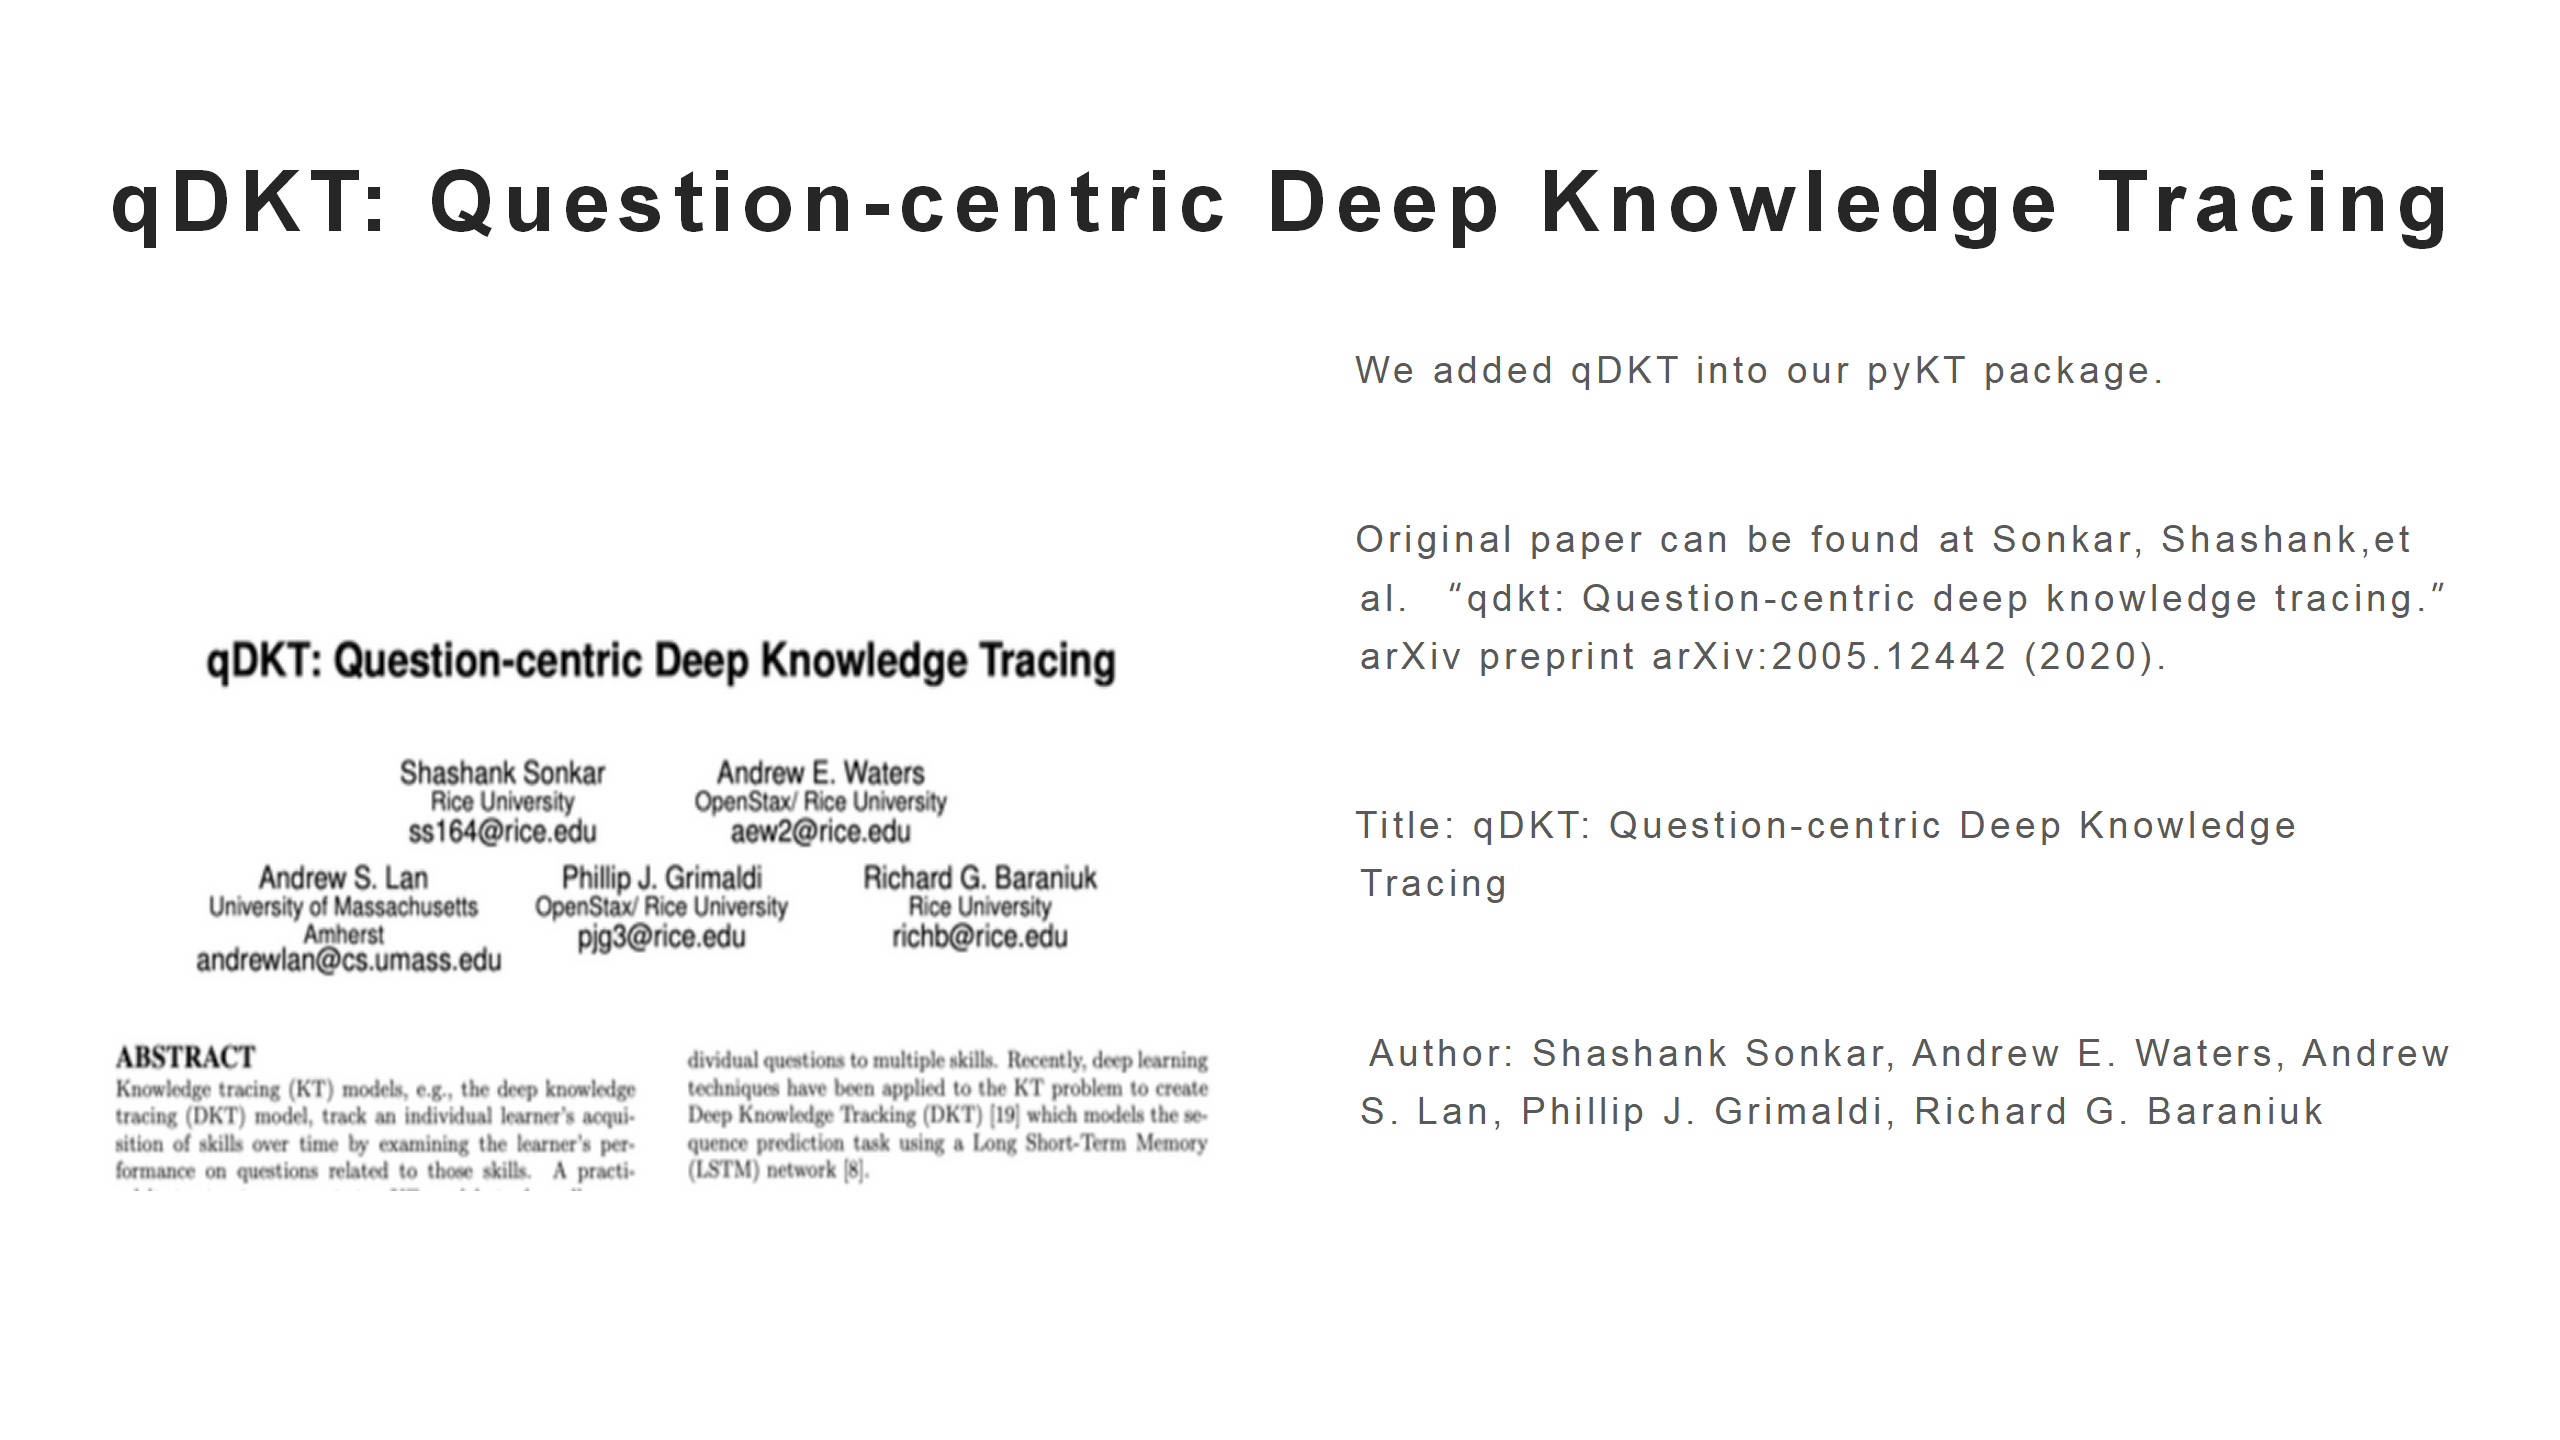 qDKT: Question-centric Deep Knowledge Tracing
We added qDKT into our pyKT package.
Original paper can be found at Sonkar, Shashank,et
al. "qdkt: Question-centric deep knowledge tracing."
arXiv preprint arXiv:2005.12442 (2020).
Title: qDKT: Question-centric Deep Knowledge
Tracing
Author: Shashank Sonkar, Andrew E. Waters, Andrew
S. Lan, Phillip J. Grimaldi, Richard G. Baraniuk
qDKT: Question-centric Deep Knowledge Tracing
Shashank Sonkar
Rice University
ss164@rice.edu
Andrew E. Waters
OpenStax/ Rice University
aew2@rice.edu
Andrew S. Lan
University of Massachusetts
Amherst
andrewlan@cs.umass.edu
Phillip J. Grimaldi
OpenStax/ Rice University
pjg3@rice.edu
Richard G. Baraniuk
Rice University
richb@rice.edu
ABSTRACT
Knowledge tracing (KT) models, e.g., the deep knowledge
tracing (DKT) model, track an individual learner's acqui-
sition of skills over time by examining the learner's per-
formance on questions related to those skills. A practi-
dividual questions to multiple skills. Recently, deep learning
techniques have been applied to the KT problem to create
Deep Knowledge Tracking (DKT) [19] which models the se-
quence prediction task using a Long Short-Term Memory
(LSTM) network [8].